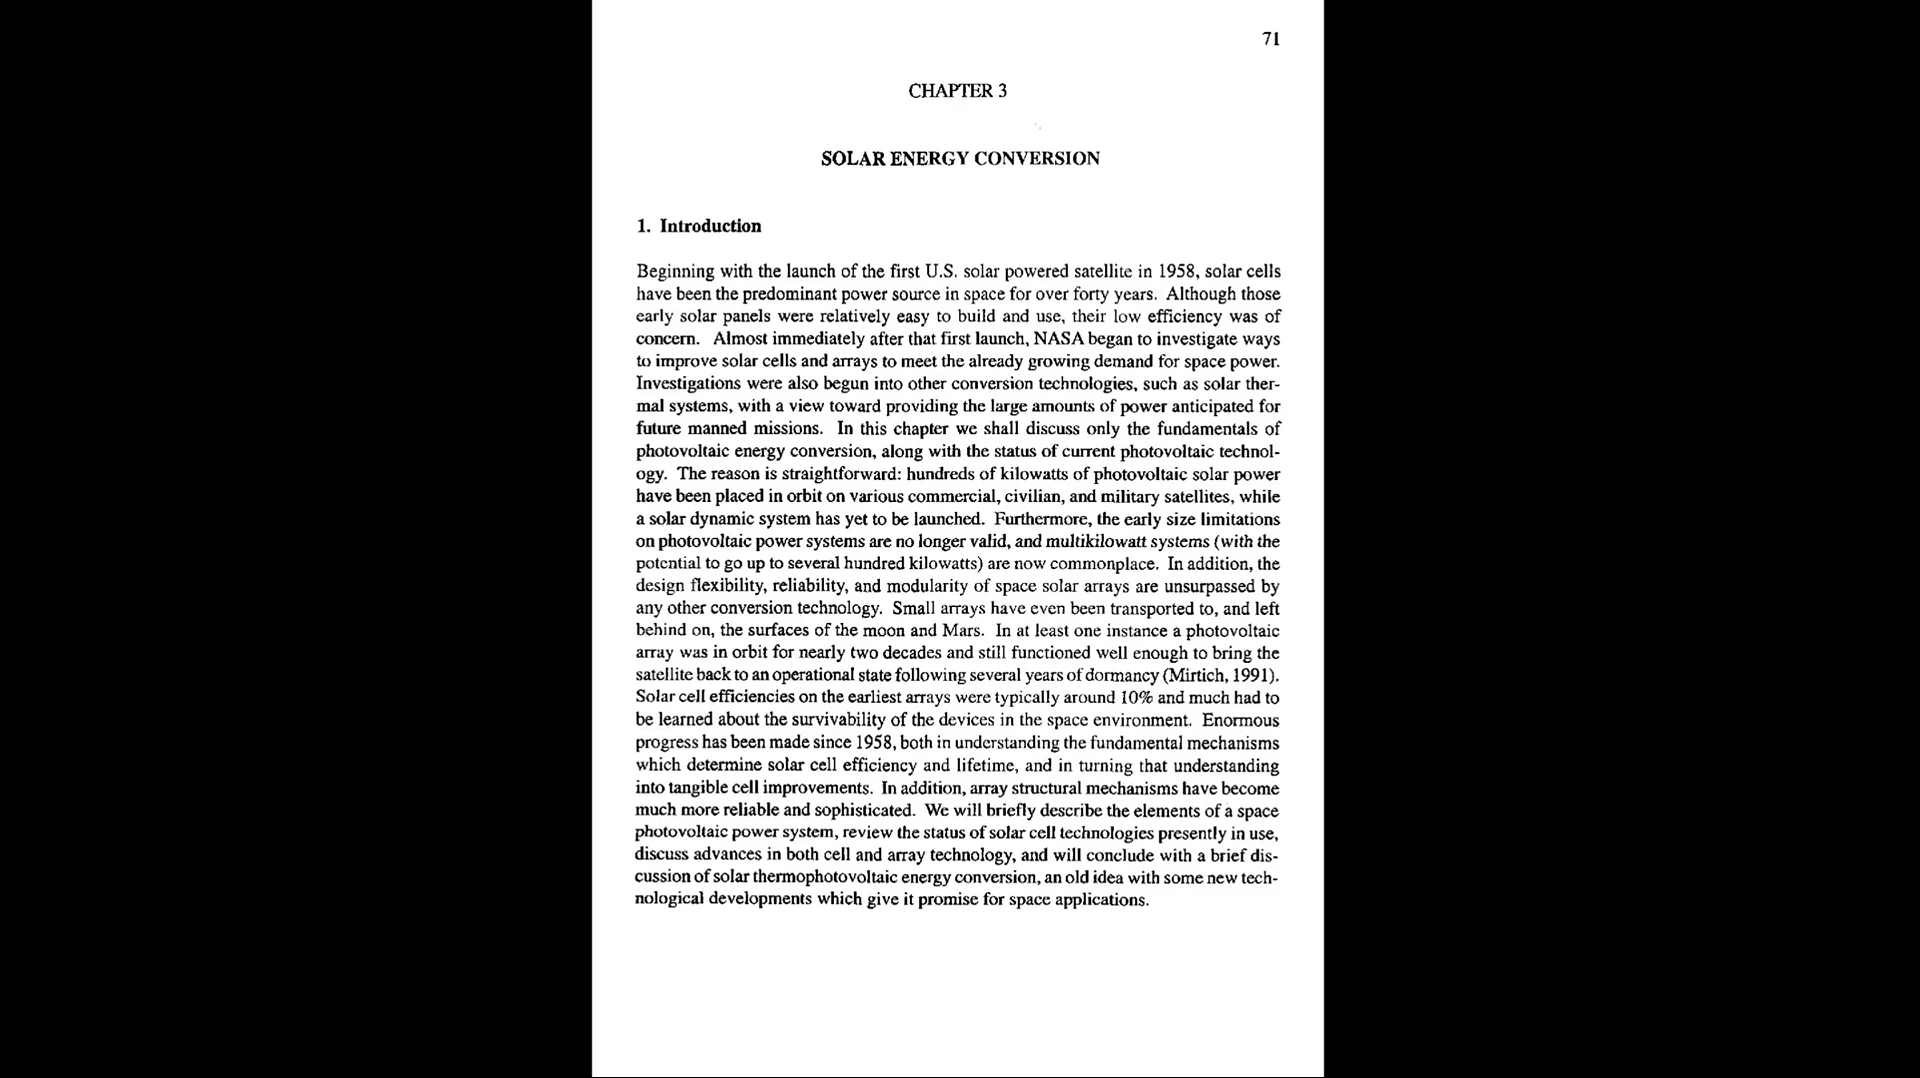 71
CHAPTER 3
SOLAR ENERGY CONVERSION
1. Introduction
Beginning with the launch of the first U.S. solar powered satellite in 1958, solar cells
have been the predominant power source in space for over forty years. Although those
early solar panels were relatively easy to build and use, their low efficiency was of
concern. Almost immediately after that first launch, NASA began to investigate ways
to improve solar cells and arrays to meet the already growing demand for space power.
Investigations were also begun into other conversion technologies, such as solar ther-
mal systems, with a view toward providing the large amounts of power anticipated for
future manned missions. In this chapter we shall discuss only the fundamentals of
photovoltaic energy conversion, along with the status of current photovoltaic technol-
ogy. The reason is straightforward: hundreds of kilowatts of photovoltaic solar power
have been placed in orbit on various commercial, civilian, and military satellites, while
a solar dynamic system has yet to be launched. Furthermore, the early size limitations
on photovoltaic power systems are no longer valid, and multikilowatt systems (with the
potential to go up to several hundred kilowatts) are now commonplace. In addition, the
design flexibility, reliability, and modularity of space solar arrays are unsurpassed by
any other conversion technology. Small arrays have even been transported to, and left
behind on, the surfaces of the moon and Mars. In at least one instance a photovoltaic
array was in orbit for nearly two decades and still functioned well enough to bring the
satellite back to an operational state following several years of dormancy (Mirtich, 1991).
Solar cell efficiencies on the earliest arrays were typically around 10% and much had to
be learned about the survivability of the devices in the space environment. Enormous
progress has been made since 1958, both in understanding the fundamental mechanisms
which determine solar cell efficiency and lifetime, and in turning that understanding
into tangible cell improvements. In addition, array structural mechanisms have become
much more reliable and sophisticated. We will briefly describe the elements of a space
photovoltaic power system, review the status of solar cell technologies presently in use,
discuss advances in both cell and array technology, and will conclude with a brief dis-
cussion of solar thermophotovoltaic energy conversion, an old idea with some new tech-
nological developments which give it promise for space applications.